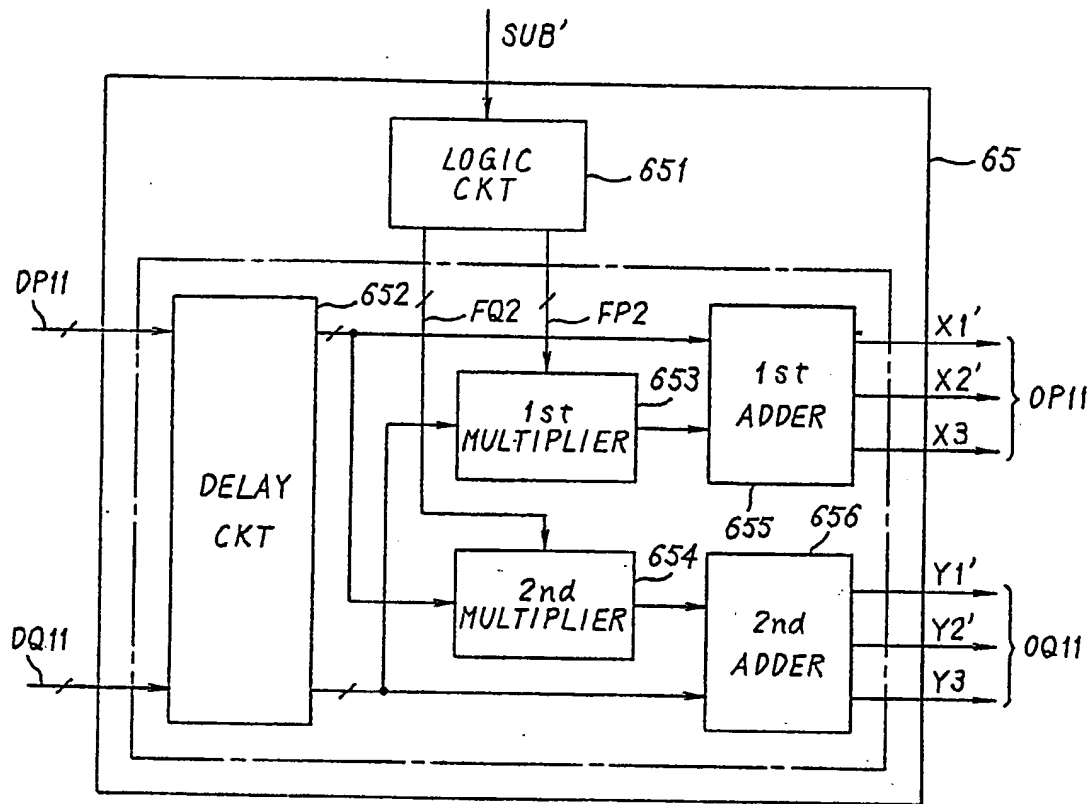 SUB'
LOGIC
CKT
651
65
DP11
652
FQ2
FP2
X1'
653
1st
MULTIPLIER
1st
ADDER
X2'
OP11
X3
DELAY
CKT
655
656
654
2nd
MULTIPLIER
Y1'
DQ11
2nd
ADDER
Y2'
OQ11
Y3